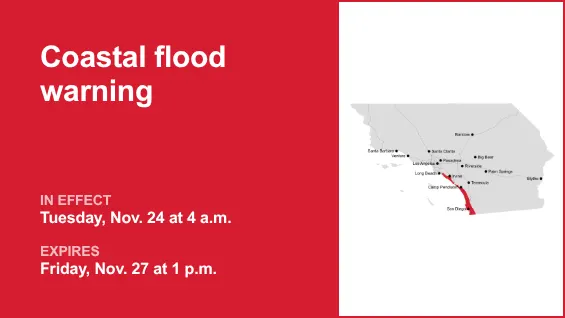 Coastal flood
warning
IN EFFECT
Tuesday, Nov. 24 at 4 a.m.
EXPIRES
Friday, Nov. 27 at 1 p.m.
Barstow
Santa Barbara
Santa Clarita
Ventura
Big Bear
Pasadena
Los Angeles
Riverside
Palm Springs
Long Beach
Irvine
Blythe
Temecula
Camp Pendleton
San Diego